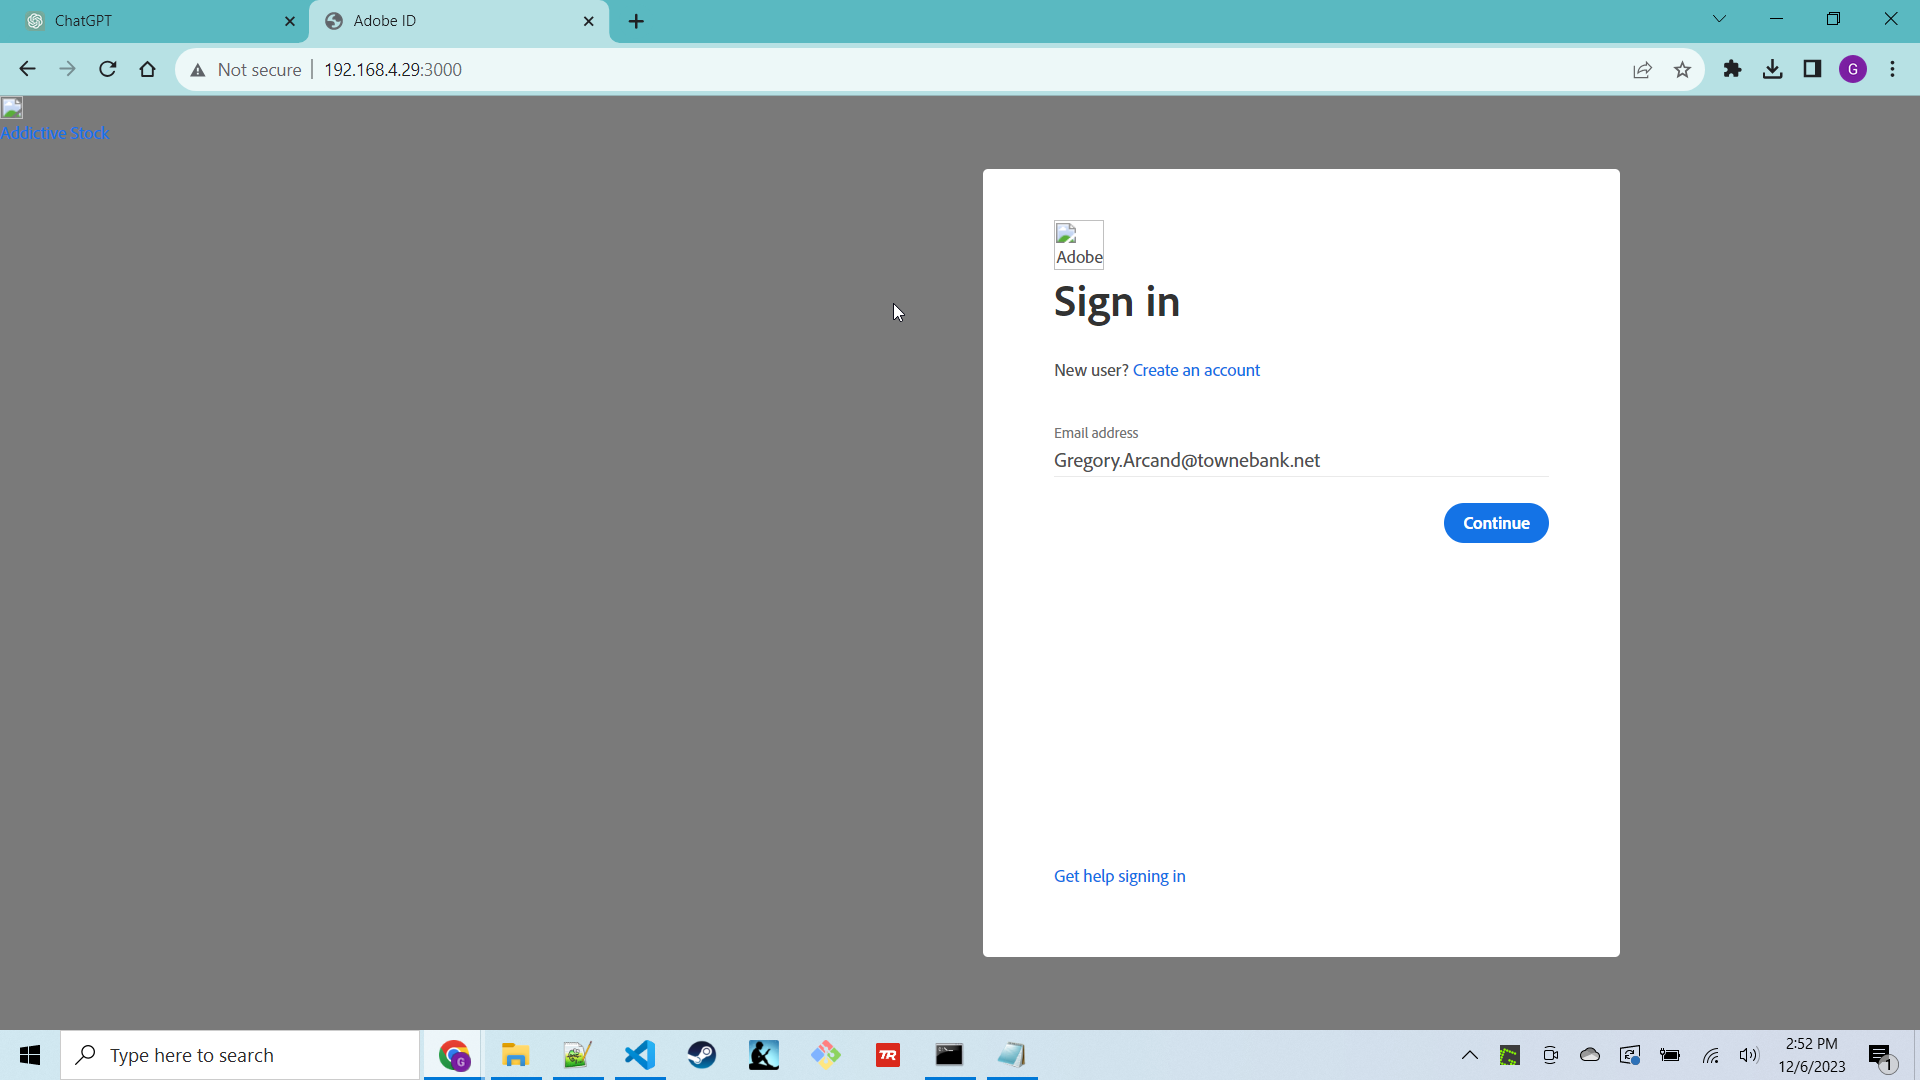 ChatGPT
Adobe ID
Not secure
192.168.4.29:3000
G
Addictive Stock
Adobe
Sign in
New user? Create an account
Email address
Gregory.Arcand@townebank.net
Continue
Get help signing in
Type here to search
G
TR
2:52 PM
12/6/2023
1